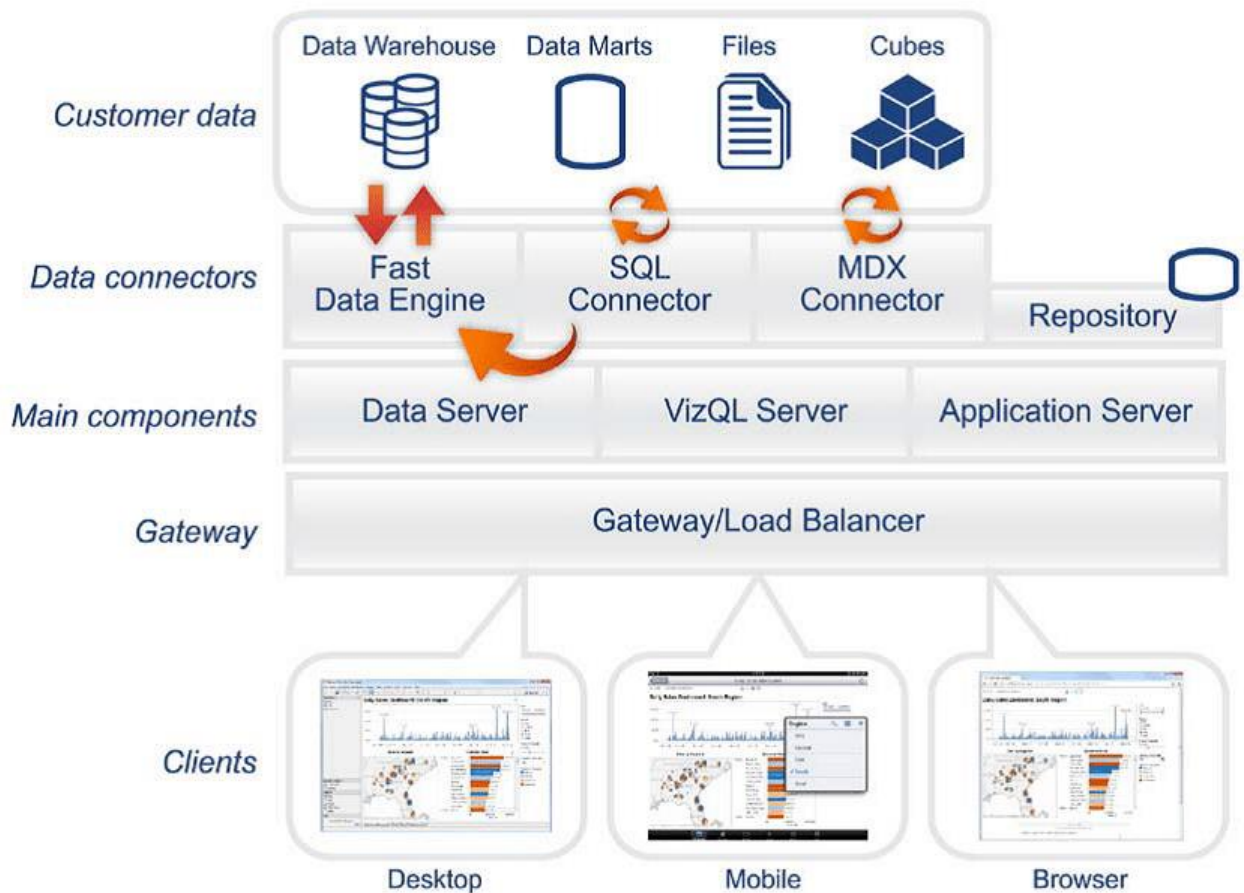 Data Warehouse
Data Marts
Files
Cubes
Customer data
Data connectors
Fast
Data Engine
SQL
Connector
MDX
Connector
Repository
Main components
Data Server
VizQL Server
Application Server
Gateway
Gateway/Load Balancer
Clients
Desktop
Mobile
Browser